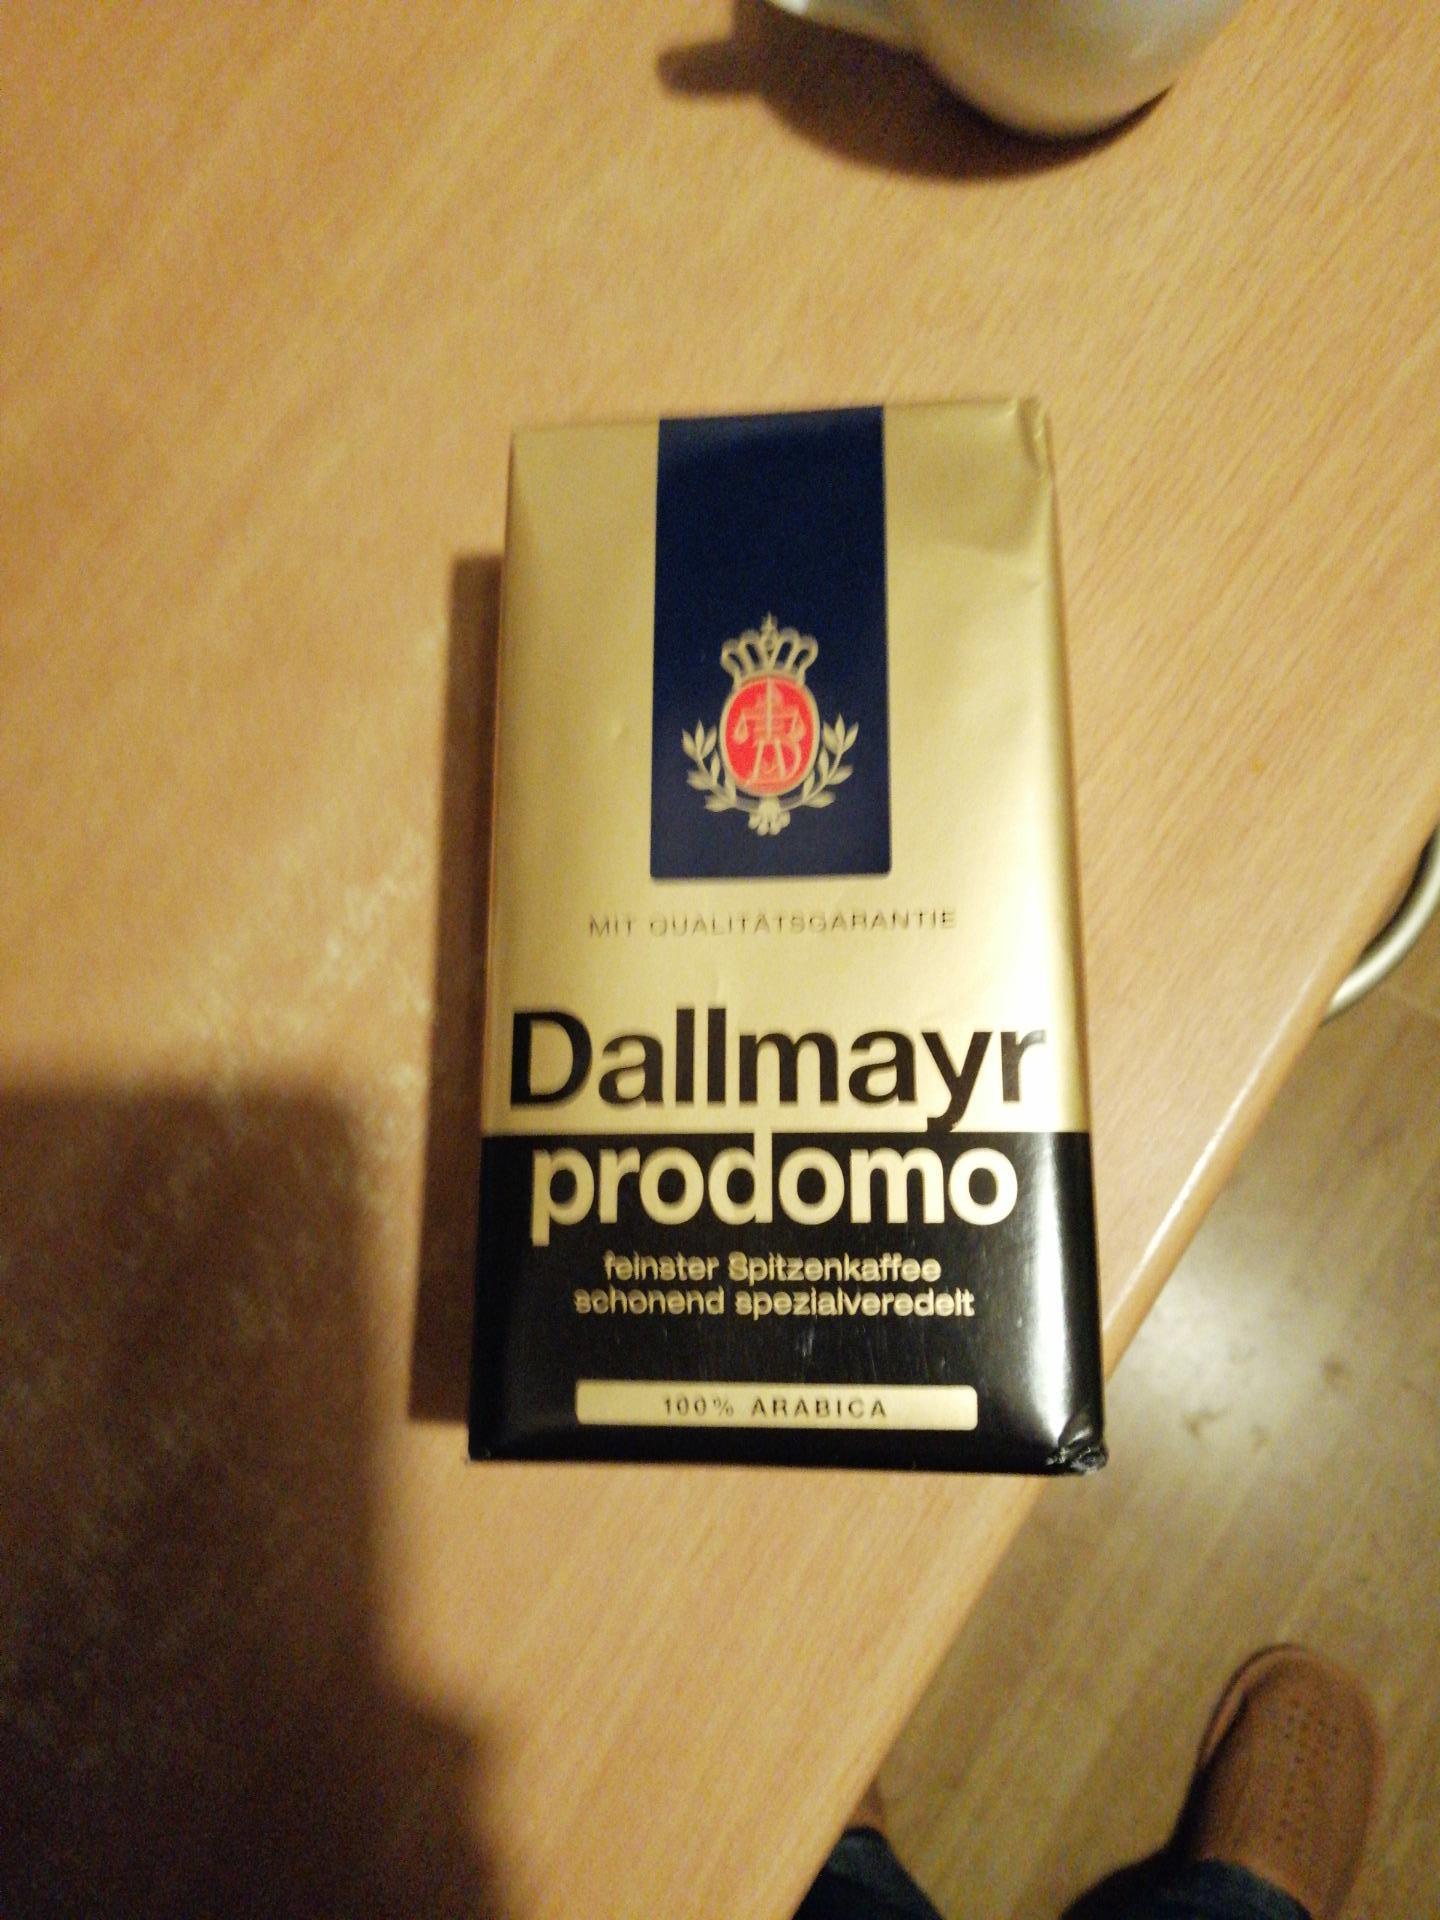 MIT QUALITÄTSGARANTIE
Dallmayr
prodomo
feinster Spitzenkaffee
schonend spezialveredelt
100% ARABICA